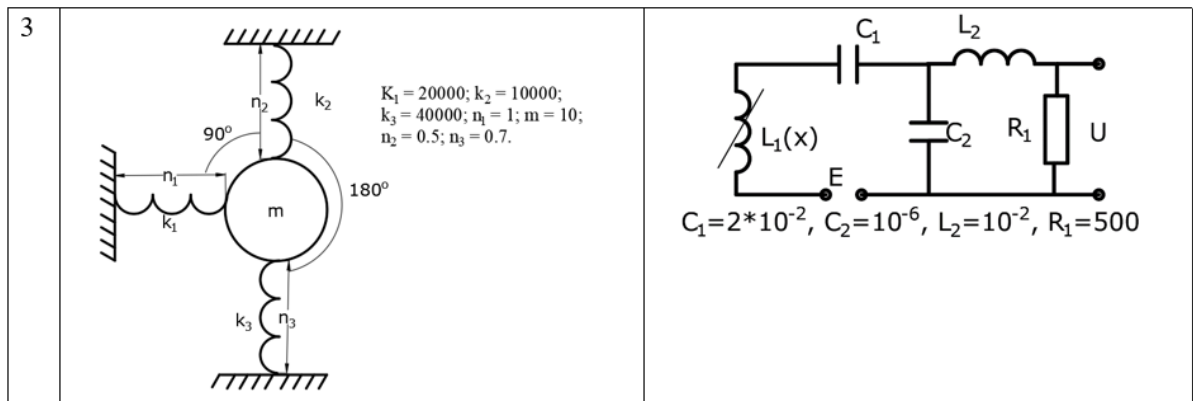 3
n₂
k₂
K₁ = 20000; k₂ = 10000;
k₃ = 40000; n₁ = 1; m = 10;
n₂ = 0.5; n₃ = 0.7.
90°
n₁
k₁
m
180°
k₃
n₃
C₁
L₂
L₁(x)
C₂
R₁
U
E
C₁=2*10⁻², C₂=10⁻⁶, L₂=10⁻², R₁=500